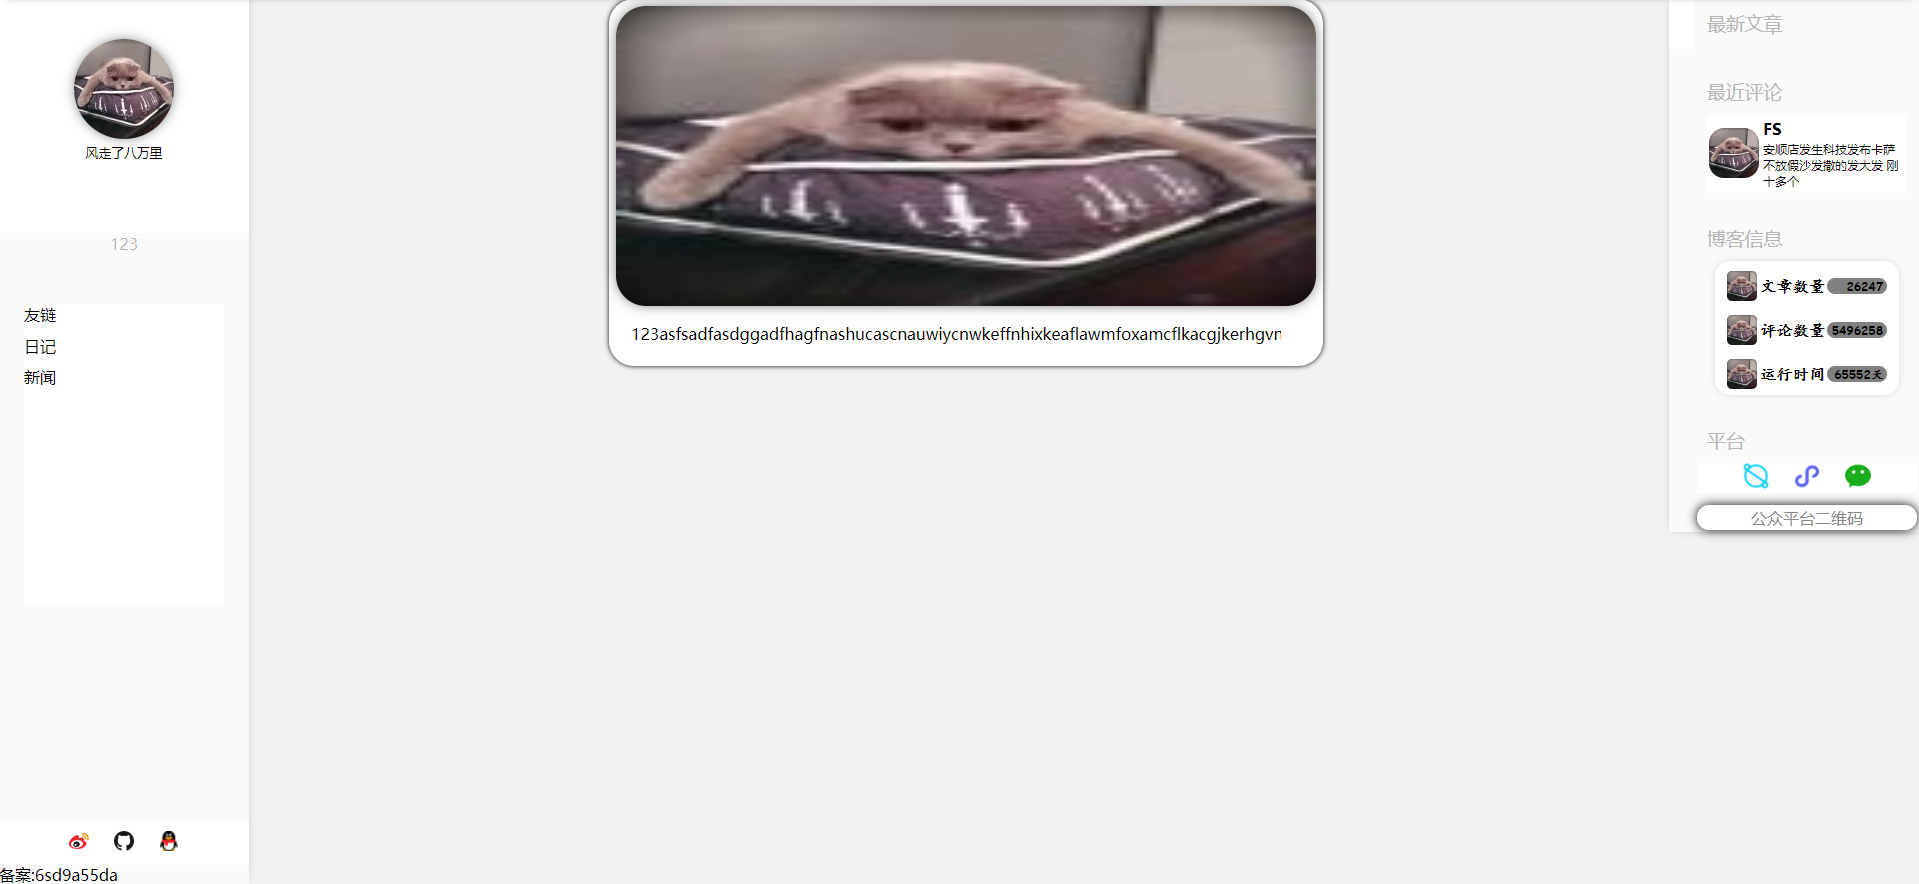 风走了八万里
123
友链
日记
新闻
备案:6sd9a55da
123asfsadfasdggadfhagfnashucascnauwiycnwkeffnhixkeaflawmfoxamcflkacgjkerhgvn
最新文章
最近评论
FS
安顺店发生科技发布卡萨
不放假沙发撒的发大发 刚
十多个
博客信息
文章数量 26247
评论数量 5496258
运行时间 65552天
平台
公众平台二维码